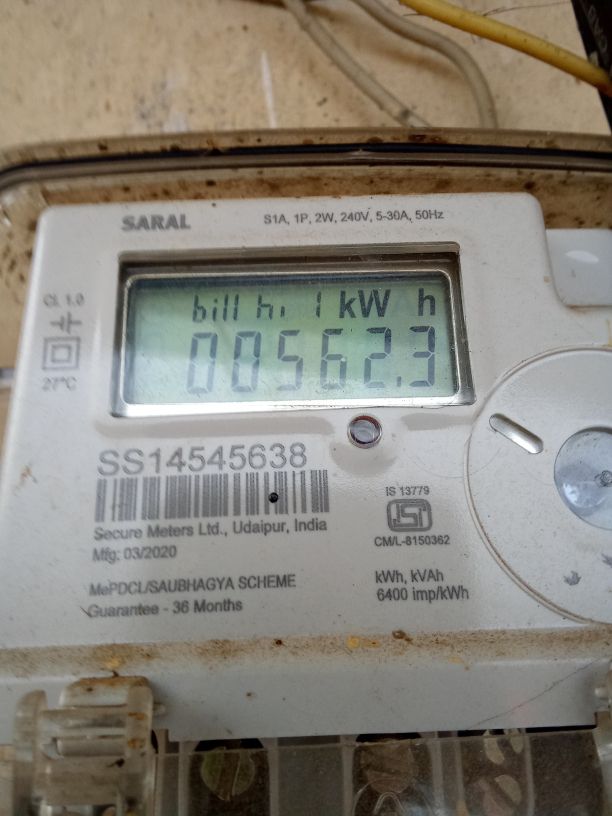 SARAL
S1A, 1P, 2W, 240V, 5-30A, 50Hz
bill hi 1 kW h
00562.3
CL 1.0
27°C
SS14545638
Secure Meters Ltd., Udaipur, India
Mfg: 03/2020
IS 13779
ISI
CM/L-8150362
MePDCL/SAUBHAGYA SCHEME
Guarantee - 36 Months
kWh, kVAh
6400 imp/kWh